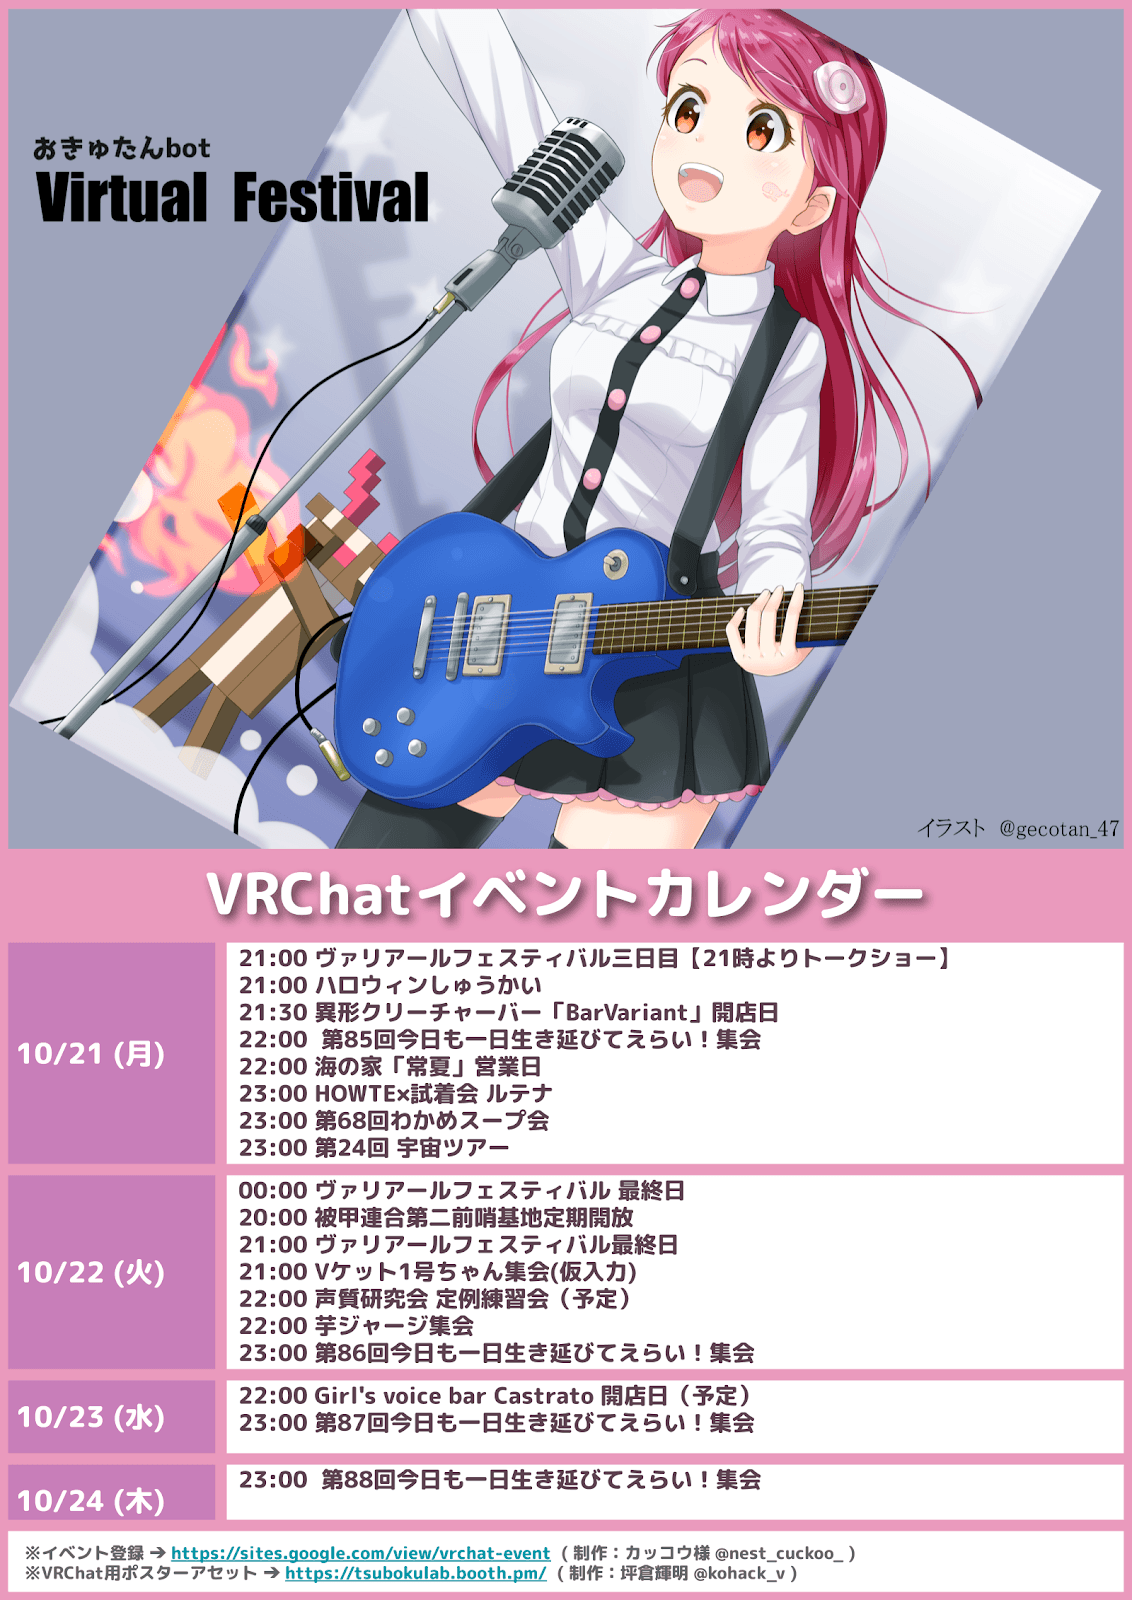 おきゅたんbot
Virtual Festival
イラスト @gecotan_47
VRChatイベントカレンダー
10/21 (月)
21:00 ヴァリアールフェスティバル三日目【21時よりトークショー】
21:00 ハロウィンしゅうかい
21:30 異形クリーチャーバー「BarVariant」開店日
22:00 第85回今日も一日生き延びてえらい！集会
22:00 海の家「常夏」営業日
23:00 HOWTE×試着会 ルテナ
23:00 第68回わかめスープ会
23:00 第24回 宇宙ツアー
10/22 (火)
00:00 ヴァリアールフェスティバル 最終日
20:00 被甲連合第二前哨基地定期開放
21:00 ヴァリアールフェスティバル最終日
21:00 Vケット1号ちゃん集会(仮入力)
22:00 声質研究会 定例練習会（予定）
22:00 芋ジャージ集会
23:00 第86回今日も一日生き延びてえらい！集会
10/23 (水)
22:00 Girl's voice bar Castrato 開店日（予定）
23:00 第87回今日も一日生き延びてえらい！集会
10/24 (木)
23:00 第88回今日も一日生き延びてえらい！集会
※イベント登録 → https://sites.google.com/view/vrchat-event （ 制作：カッコウ様 @nest_cuckoo_ ）
※VRChat用ポスターアセット → https://tsubokulab.booth.pm/ （ 制作：坪倉輝明 @kohack_v ）